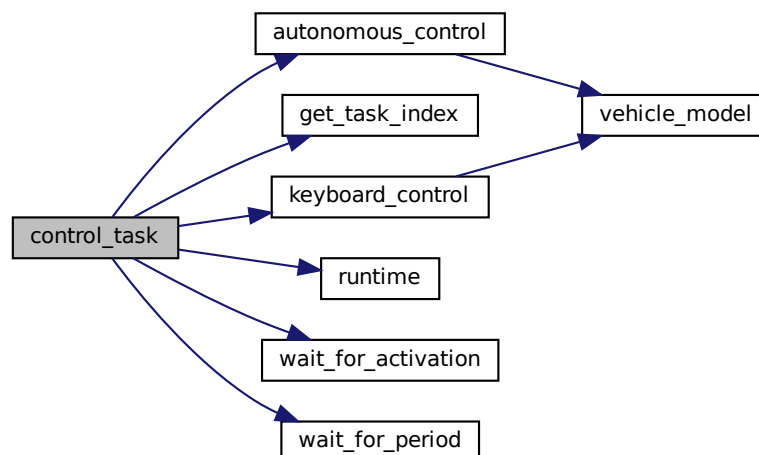 autonomous_control
get_task_index
vehicle_model
keyboard_control
control_task
runtime
wait_for_activation
wait_for_period